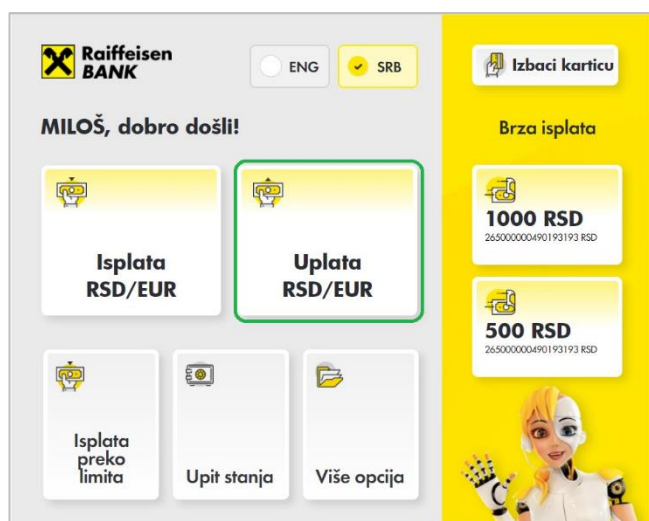 Raiffeisen
BANK
ENG
SRB
Izbaci karticu
MILOŠ, dobro došli!
Brza isplata
Isplata
RSD/EUR
Uplata
RSD/EUR
1000 RSD
265000000490193193 RSD
500 RSD
265000000490193193 RSD
Isplata
preko
limita
Upit stanja
Više opcija